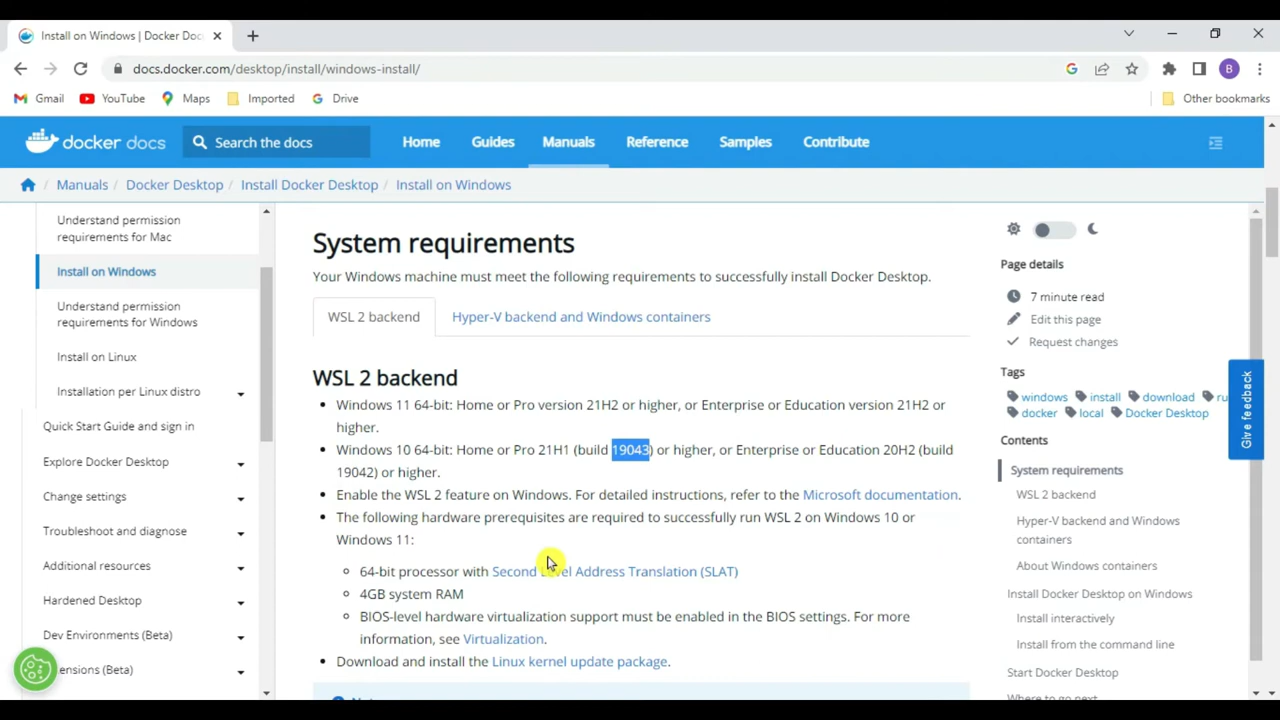 Install on Windows | Docker Doc
docs.docker.com/desktop/install/windows-install/
B
Gmail
YouTube
Maps
Imported
Drive
Other bookmarks
docker docs
Search the docs
Home
Guides
Manuals
Reference
Samples
Contribute
Manuals / Docker Desktop / Install Docker Desktop / Install on Windows
Understand permission
requirements for Mac
Install on Windows
Understand permission
requirements for Windows
Install on Linux
Installation per Linux distro
Quick Start Guide and sign in
Explore Docker Desktop
Change settings
Troubleshoot and diagnose
Additional resources
Hardened Desktop
Dev Environments (Beta)
ensions (Beta)
System requirements
Your Windows machine must meet the following requirements to successfully install Docker Desktop.
WSL 2 backend
Hyper-V backend and Windows containers
WSL 2 backend
Windows 11 64-bit: Home or Pro version 21H2 or higher, or Enterprise or Education version 21H2 or
higher.
Windows 10 64-bit: Home or Pro 21H1 (build 19043) or higher, or Enterprise or Education 20H2 (build
19042) or higher.
Enable the WSL 2 feature on Windows. For detailed instructions, refer to the Microsoft documentation.
The following hardware prerequisites are required to successfully run WSL 2 on Windows 10 or
Windows 11:
64-bit processor with Second Level Address Translation (SLAT)
4GB system RAM
BIOS-level hardware virtualization support must be enabled in the BIOS settings. For more
information, see Virtualization.
Download and install the Linux kernel update package.
Page details
7 minute read
Edit this page
Request changes
Tags
windows install download ru
docker local Docker Desktop
Contents
System requirements
WSL 2 backend
Hyper-V backend and Windows
containers
About Windows containers
Install Docker Desktop on Windows
Install interactively
Install from the command line
Start Docker Desktop
Where to go next
Give feedback